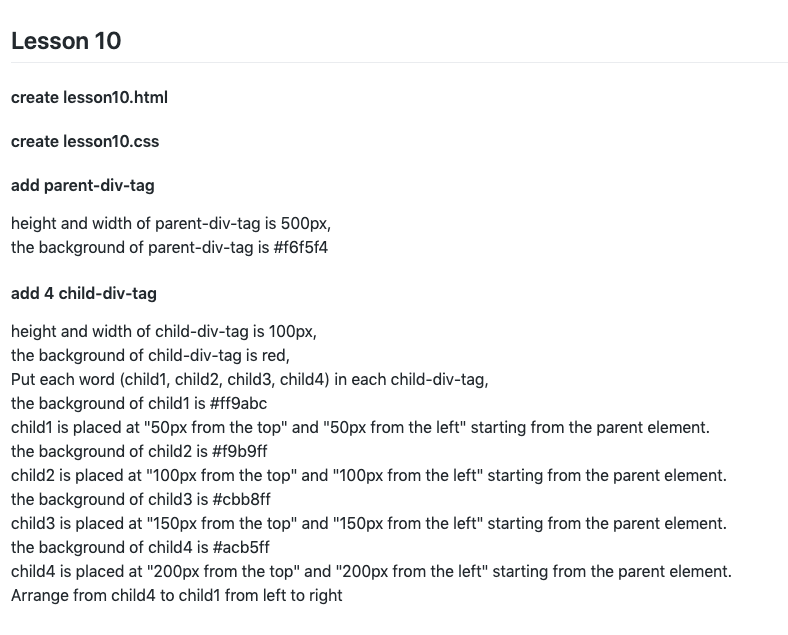 Lesson 10
create lesson10.html
create lesson10.css
add parent-div-tag
height and width of parent-div-tag is 500px,
the background of parent-div-tag is #f6f5f4
add 4 child-div-tag
height and width of child-div-tag is 100px,
the background of child-div-tag is red,
Put each word (child1, child2, child3, child4) in each child-div-tag,
the background of child1 is #ff9abc
child1 is placed at "50px from the top" and "50px from the left" starting from the parent element.
the background of child2 is #f9b9ff
child2 is placed at "100px from the top" and "100px from the left" starting from the parent element.
the background of child3 is #cbb8ff
child3 is placed at "150px from the top" and "150px from the left" starting from the parent element.
the background of child4 is #acb5ff
child4 is placed at "200px from the top" and "200px from the left" starting from the parent element.
Arrange from child4 to child1 from left to right